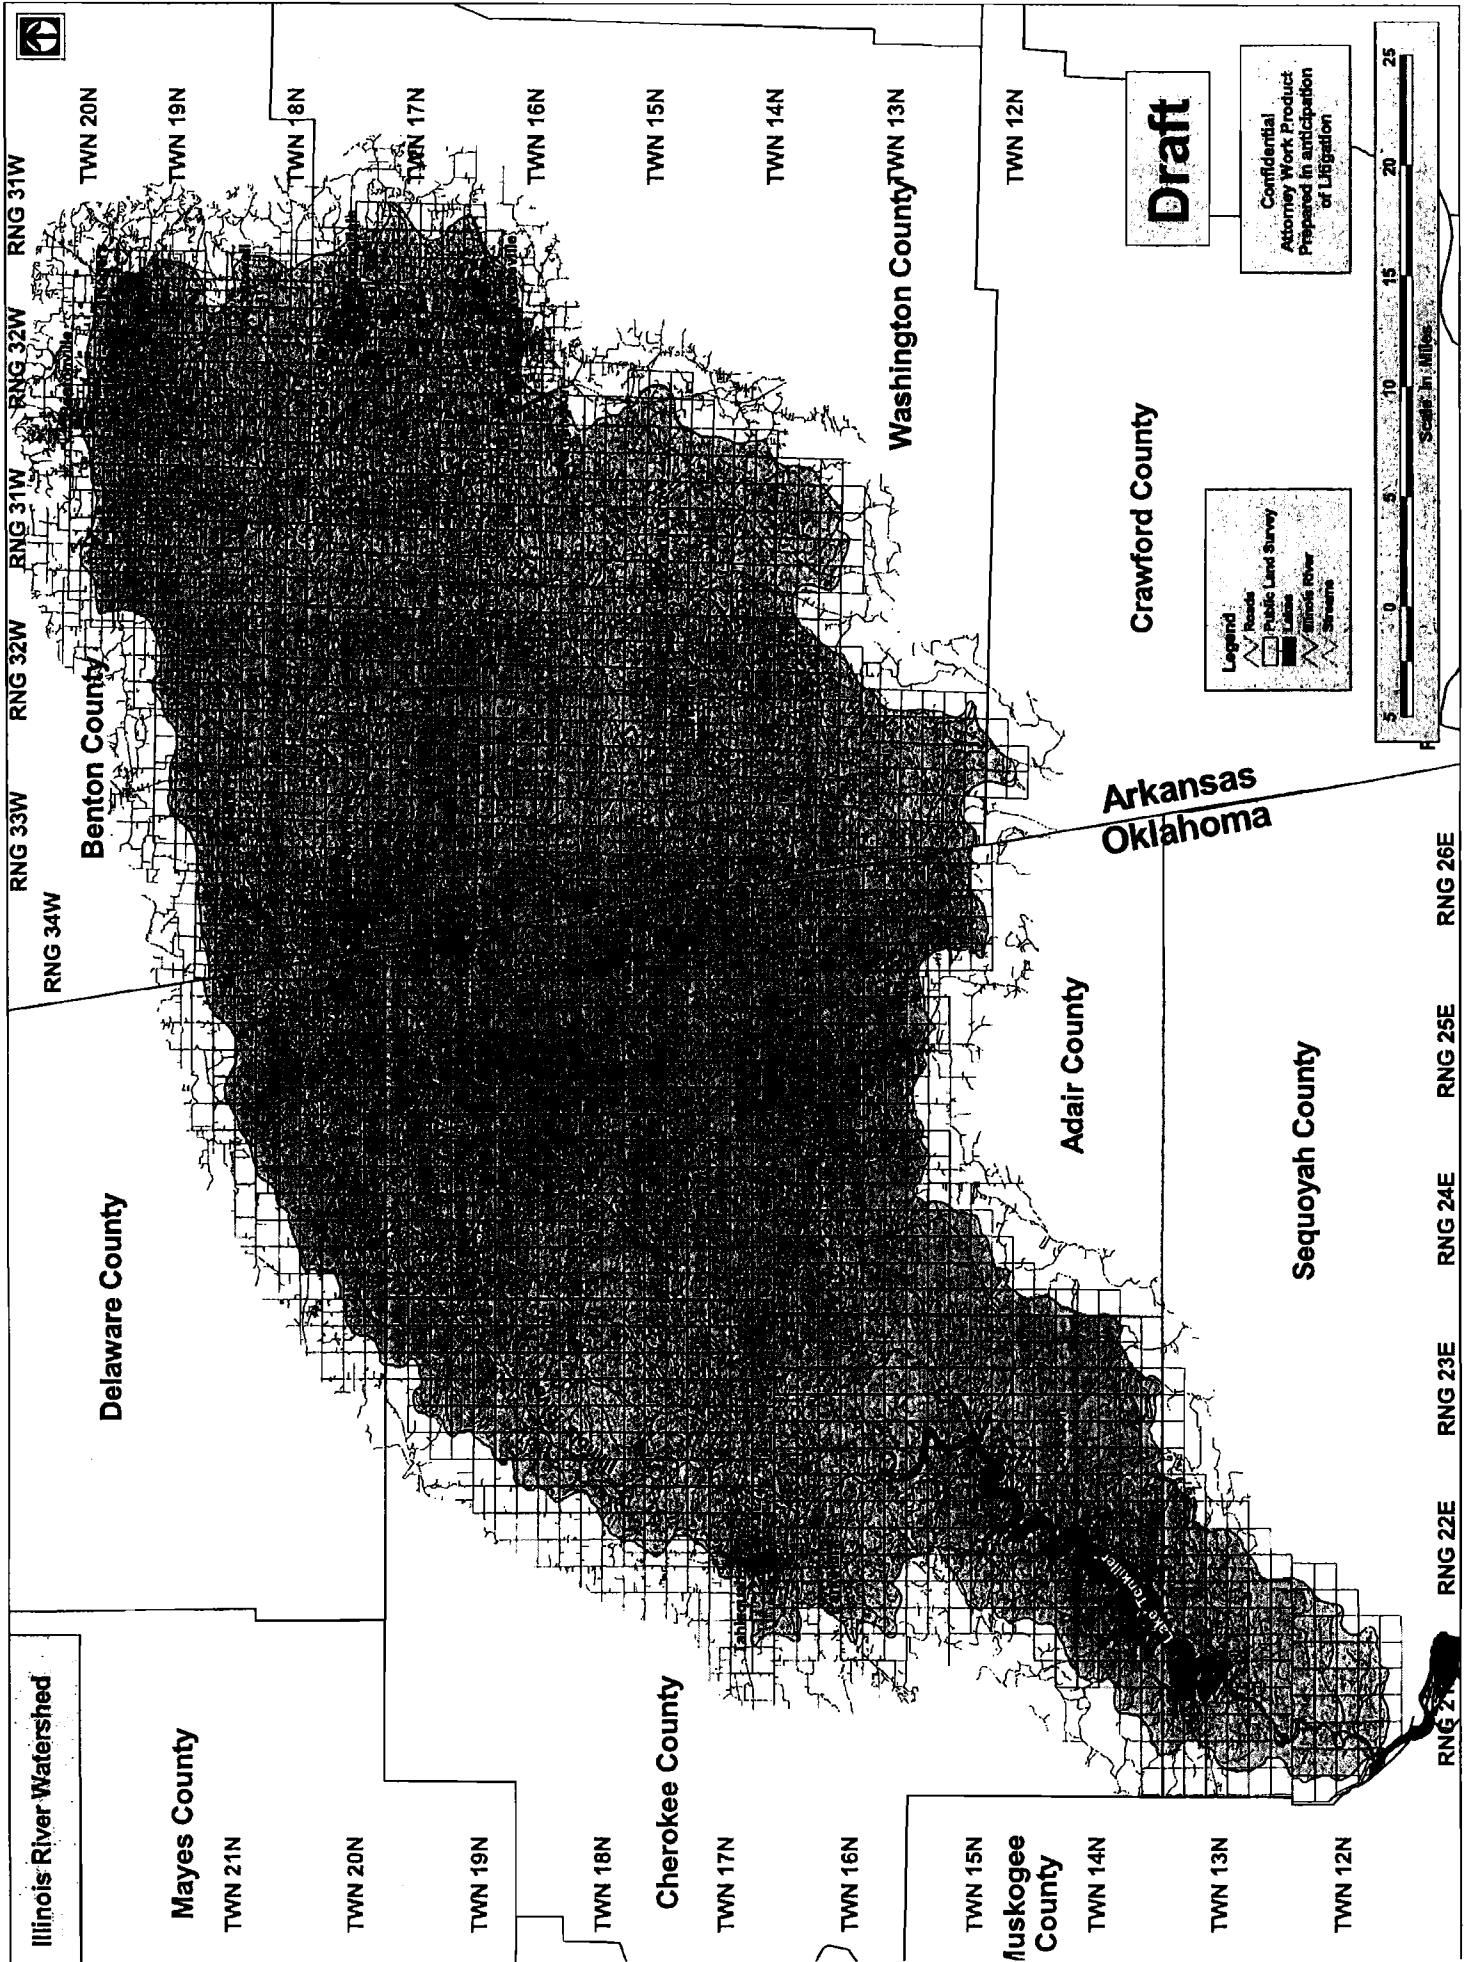 Illinois River Watershed
RNG 34W
RNG 33W
RNG 32W
RNG 31W
RNG 32W
RNG 31W
TWN 20N
TWN 19N
TWN 18N
TWN 17N
TWN 16N
TWN 15N
TWN 14N
TWN 13N
TWN 12N
Mayes County
Delaware County
Benton County
Washington County
Cherokee County
Adair County
Crawford County
Sequoyah County
Muskogee
County
Arkansas
Oklahoma
Lake Tenkiller
TWN 21N
TWN 20N
TWN 19N
TWN 18N
TWN 17N
TWN 16N
TWN 15N
TWN 14N
TWN 13N
TWN 12N
RNG 22E
RNG 23E
RNG 24E
RNG 25E
RNG 26E
Draft
Confidential
Attorney Work Product
Prepared in anticipation
of Litigation
Legend
Roads
Public Land Survey
Lakes
Illinois River
Streams
5 0 5 10 15 20 25
Scale in Miles